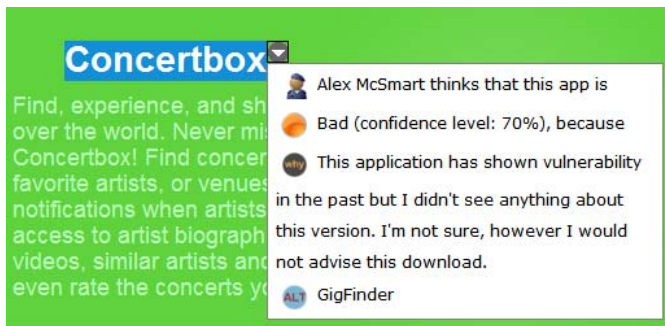 Concertbox
Find, experience, and sh
over the world. Never mi
Concertbox! Find concer
favorite artists, or venues
notifications when artists
access to artist biograph
videos, similar artists and
even rate the concerts yo
Alex McSmart thinks that this app is
Bad (confidence level: 70%), because
why This application has shown vulnerability
in the past but I didn't see anything about
this version. I'm not sure, however I would
not advise this download.
ALT GigFinder